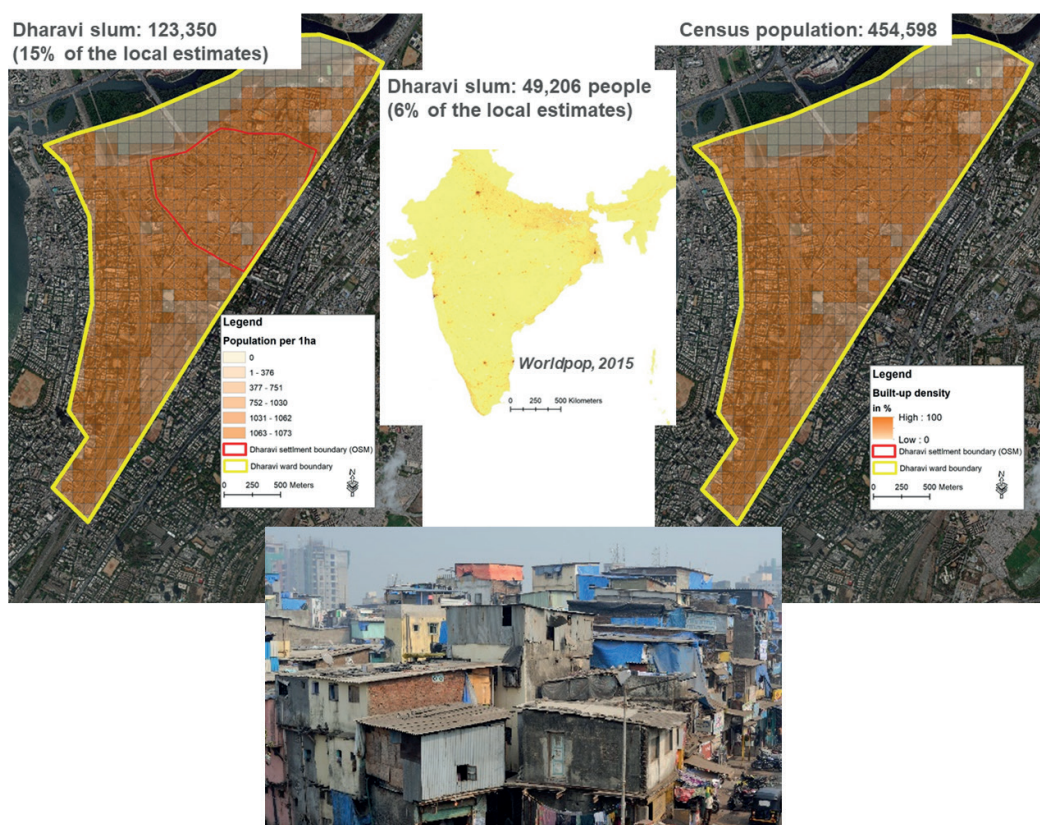 Dharavi slum: 123,350
(15% of the local estimates)
Legend
Population per 1ha
0
1 - 376
377 - 751
752 - 1030
1031 - 1062
1063 - 1073
Dharavi settlment boundary (OSM)
Dharavi ward boundary
0 250 500 Meters
N
Dharavi slum: 49,206 people
(6% of the local estimates)
Worldpop, 2015
0 250 500 Kilometers
Census population: 454,598
Legend
Built-up density
in %
High : 100
Low : 0
Dharavi settlment boundary (OSM)
Dharavi ward boundary
0 250 500 Meters
N